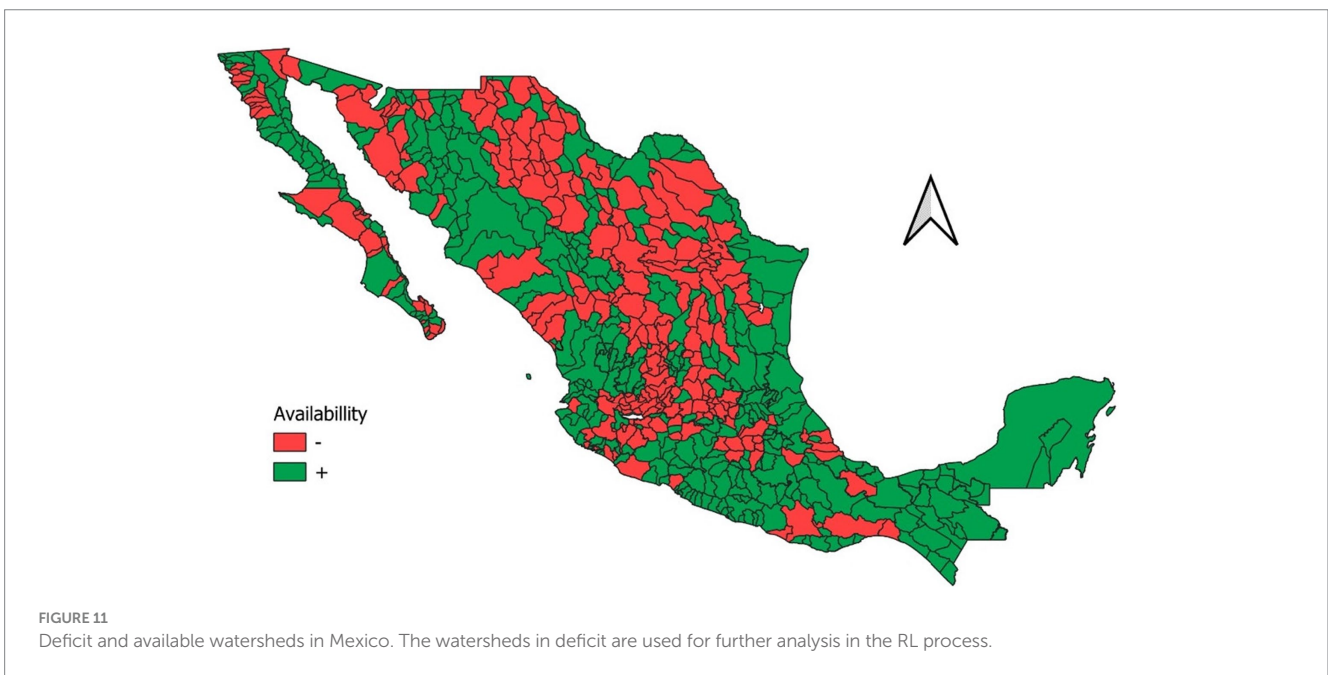 Availabillity
-
+
FIGURE 11
Deficit and available watersheds in Mexico. The watersheds in deficit are used for further analysis in the RL process.